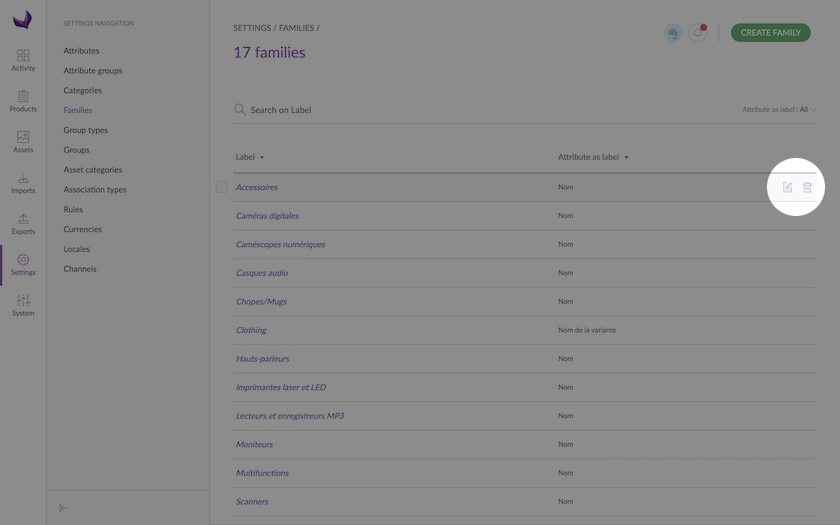 SETTINGS NAVIGATION
Attributes
Attribute groups
Categories
Families
Group types
Groups
Asset categories
Association types
Rules
Currencies
Locales
Channels
Activity
Products
Assets
Imports
Exports
Settings
System
SETTINGS / FAMILIES /
17 families
CREATE FAMILY
Search on Label
Attribute as label : All
Label Attribute as label
Accessoires Nom
Caméras digitales Nom
Caméscopes numériques Nom
Casques audio Nom
Chopes/Mugs Nom
Clothing Nom de la variante
Hauts-parleurs Nom
Imprimantes laser et LED Nom
Lecteurs et enregistreurs MP3 Nom
Moniteurs Nom
Multifunctions Nom
Scanners Nom